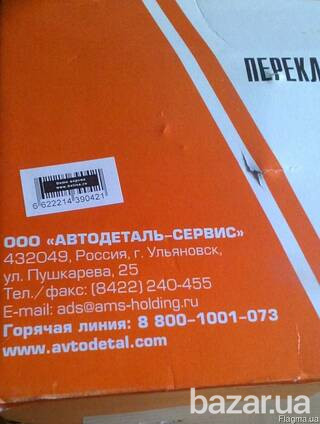 ПЕРЕКЛ
6 622214 390421
ООО «АВТОДЕТАЛЬ-СЕРВИС»
432049, Россия, г. Ульяновск,
ул. Пушкарева, 25
Тел./факс: (8422) 240-455
E-mail: ads@ams-holding.ru
Горячая линия: 8 800-1001-073
www.avtodetal.com
bazar.ua
Flagma.ua